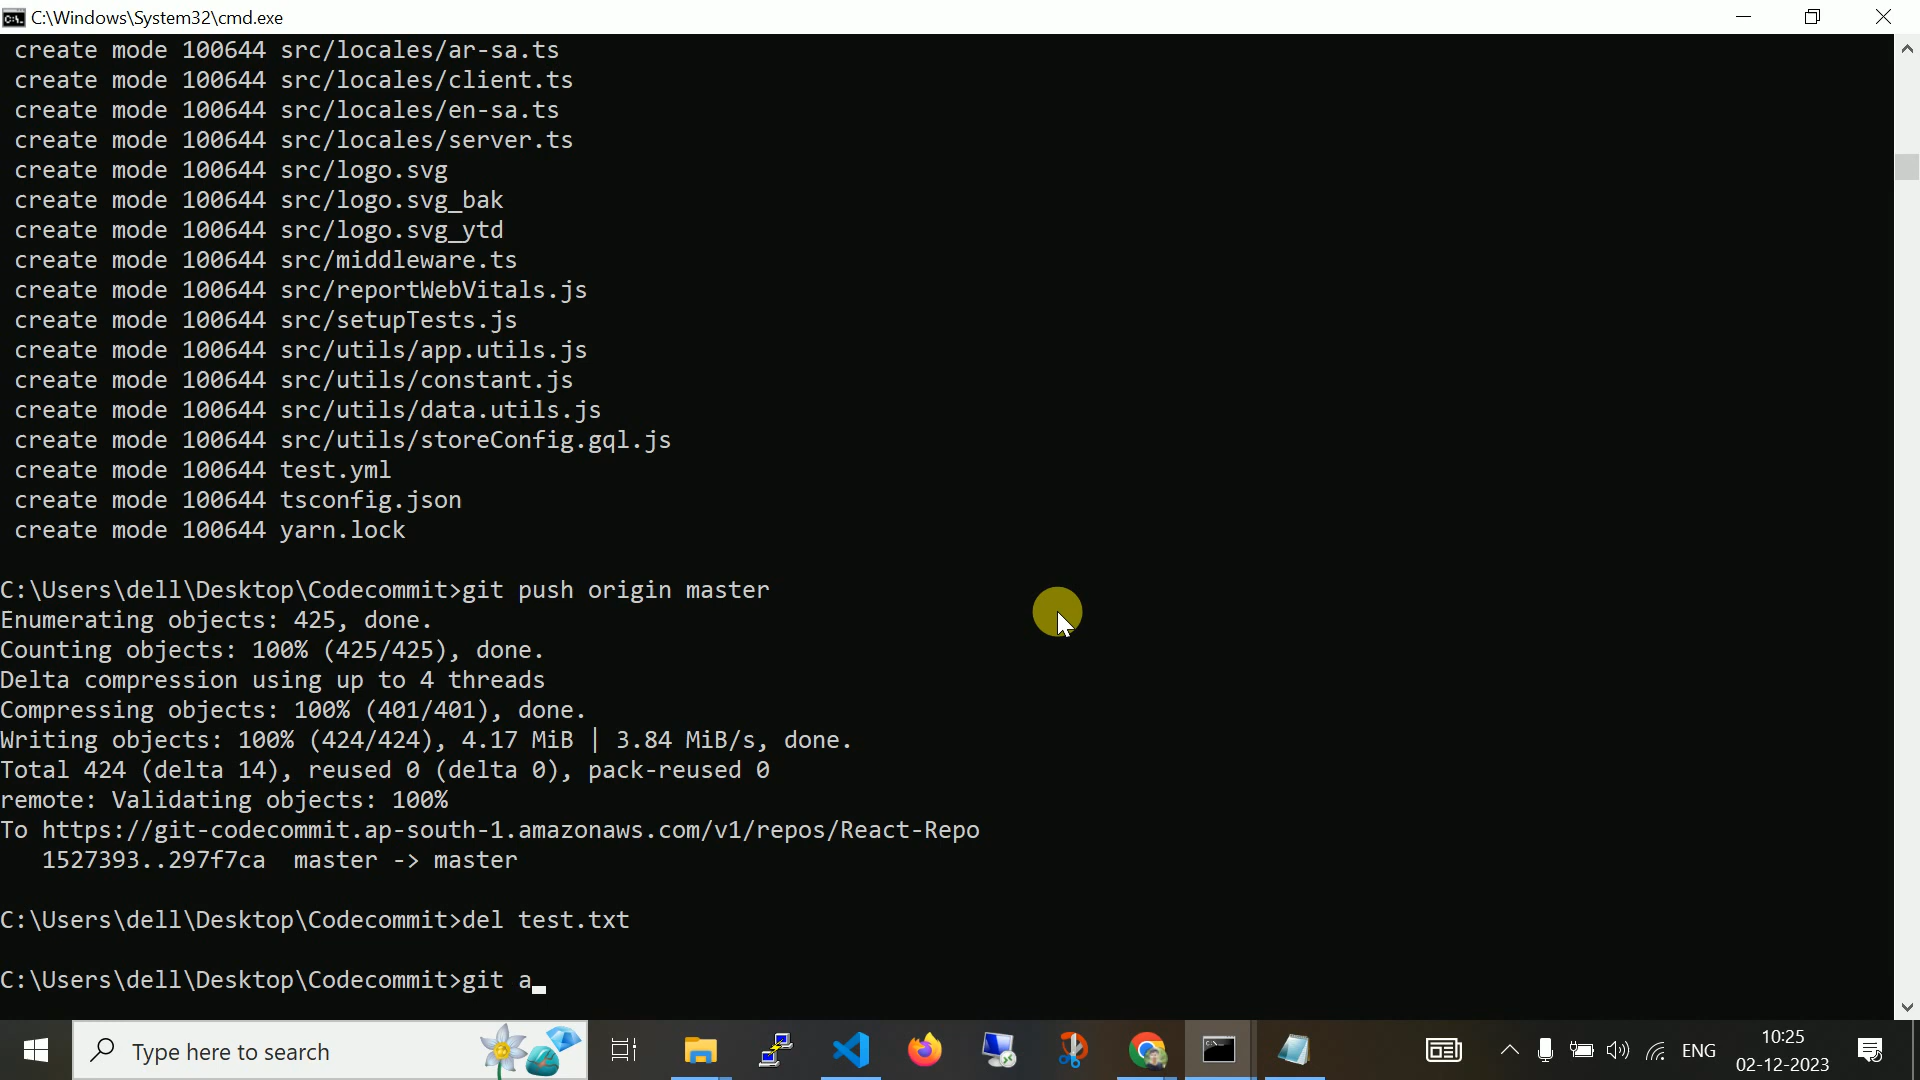 C:\Windows\System32\cmd.exe
create mode 100644 src/locales/ar-sa.ts
create mode 100644 src/locales/client.ts
create mode 100644 src/locales/en-sa.ts
create mode 100644 src/locales/server.ts
create mode 100644 src/logo.svg
create mode 100644 src/logo.svg_bak
create mode 100644 src/logo.svg_ytd
create mode 100644 src/middleware.ts
create mode 100644 src/reportWebVitals.js
create mode 100644 src/setupTests.js
create mode 100644 src/utils/app.utils.js
create mode 100644 src/utils/constant.js
create mode 100644 src/utils/data.utils.js
create mode 100644 src/utils/storeConfig.gql.js
create mode 100644 test.yml
create mode 100644 tsconfig.json
create mode 100644 yarn.lock
C:\Users\dell\Desktop\Codecommit>git push origin master
Enumerating objects: 425, done.
Counting objects: 100% (425/425), done.
Delta compression using up to 4 threads
Compressing objects: 100% (401/401), done.
Writing objects: 100% (424/424), 4.17 MiB | 3.84 MiB/s, done.
Total 424 (delta 14), reused 0 (delta 0), pack-reused 0
remote: Validating objects: 100%
To https://git-codecommit.ap-south-1.amazonaws.com/v1/repos/React-Repo
1527393..297f7ca  master -> master
C:\Users\dell\Desktop\Codecommit>del test.txt
C:\Users\dell\Desktop\Codecommit>git a_
Type here to search
ENG
10:25
02-12-2023